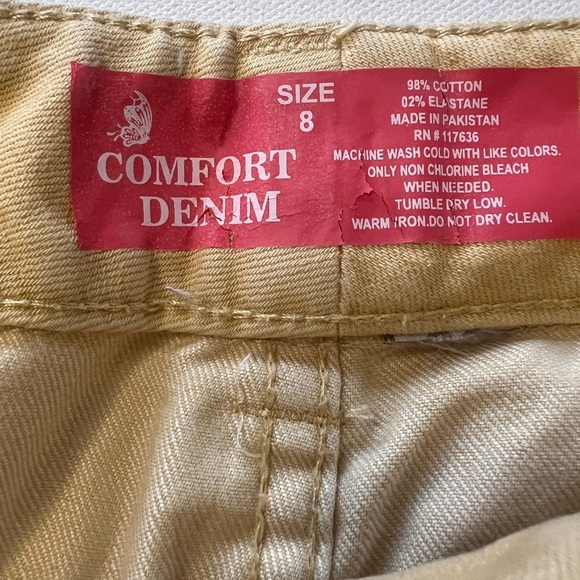 COMFORT
DENIM
SIZE
8
98% COTTON
02% ELASTANE
MADE IN PAKISTAN
RN # 117636
MACHINE WASH COLD WITH LIKE COLORS.
ONLY NON CHLORINE BLEACH
WHEN NEEDED.
TUMBLE DRY LOW.
WARM IRON.DO NOT DRY CLEAN.